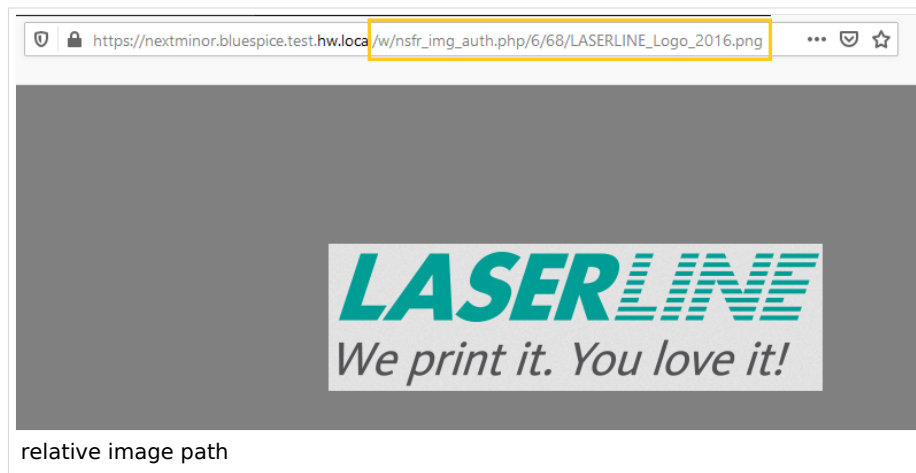 https://nextminor.bluespice.test.hw.loca/w/nsfr_img_auth.php/6/68/LASERLINE_Logo_2016.png
LASERLINE
We print it. You love it!
relative image path